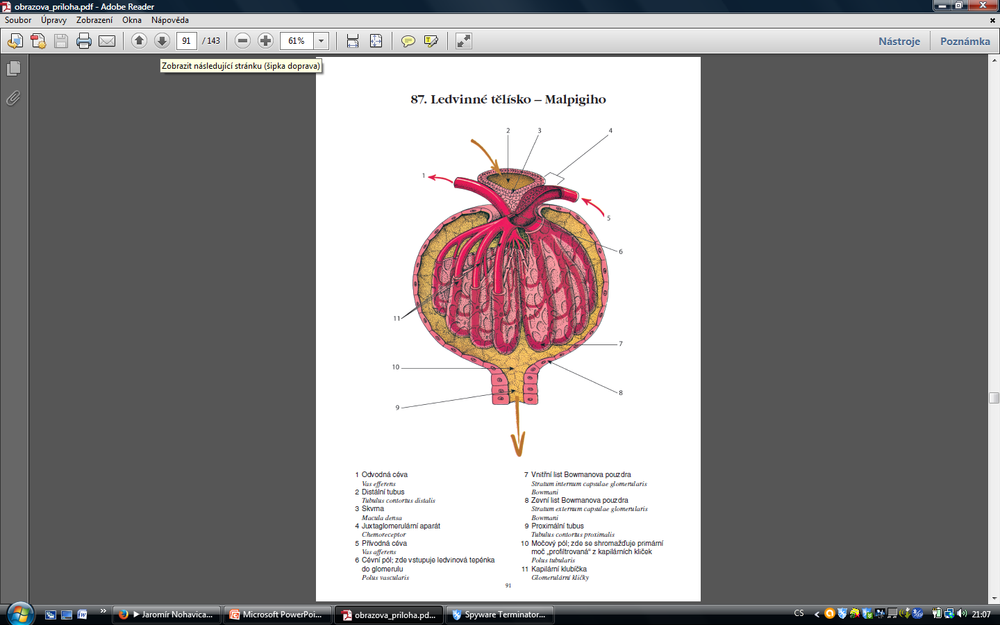 obrazova_priloha.pdf - Adobe Reader
Soubor Úpravy Zobrazení Okna Nápověda
91 / 143 61% Nástroje Poznámka
Zobrazit následující stránku (šipka doprava)
87. Ledvinné tělísko – Malpigiho
2 3 4
1
5
6
11
7
10
8
9
1 Odvodná céva
Vas efferens
2 Distální tubus
Tubulus contortus distalis
3 Skvrna
Macula densa
4 Juxtaglomerulární aparát
Chemoreceptor
5 Přívodná céva
Vas afferens
6 Cévní pól; zde vstupuje ledvinová tepénka
do glomerulu
Polus vascularis
7 Vnitřní list Bowmanova pouzdra
Stratum internum capsulae glomerularis
Bowmani
8 Zevní list Bowmanova pouzdra
Stratum externum capsulae glomerularis
Bowmani
9 Proximální tubus
Tubulus contortus proximalis
10 Močový pól; zde se shromažďuje primární
moč „profiltrovaná“ z kapilárních kliček
Polus tubularis
11 Kapilární klubíčka
Glomerulární kličky
91
Jaromír Nohavica... Microsoft PowerPoi... obrazova_priloha.pd... Spyware Terminator... CS 21:07